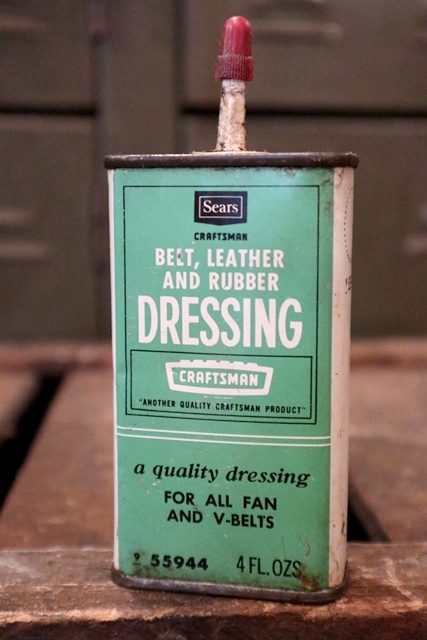 Sears
CRAFTSMAN
BELT, LEATHER
AND RUBBER
DRESSING
CRAFTSMAN
"ANOTHER QUALITY CRAFTSMAN PRODUCT"
a quality dressing
FOR ALL FAN
AND V-BELTS
9 55944 4 FL. OZS.